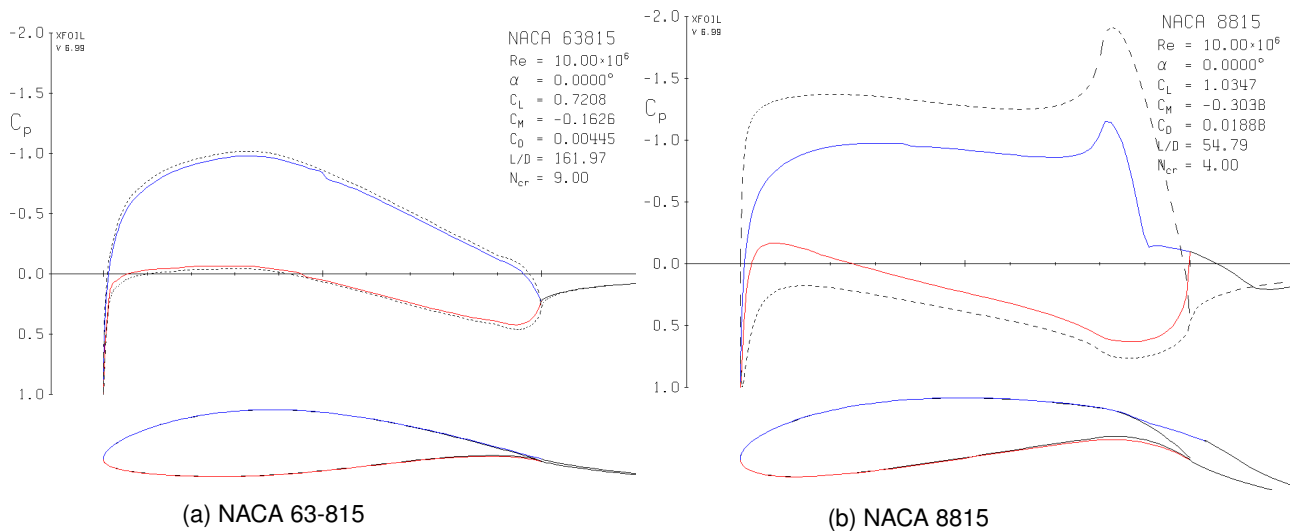 XFOIL
V 6.99
-2.0
-1.5
-1.0
-0.5
0.0
0.5
1.0
Cₚ
NACA 63815
Re = 10.00×10⁶
α = 0.0000°
C_L = 0.7208
C_M = -0.1626
C_D = 0.00445
L/D = 161.97
N_cr = 9.00
(a) NACA 63-815
XFOIL
V 6.99
-2.0
-1.5
-1.0
-0.5
0.0
0.5
1.0
Cₚ
NACA 8815
Re = 10.00×10⁶
α = 0.0000°
C_L = 1.0347
C_M = -0.3038
C_D = 0.01888
L/D = 54.79
N_cr = 4.00
(b) NACA 8815